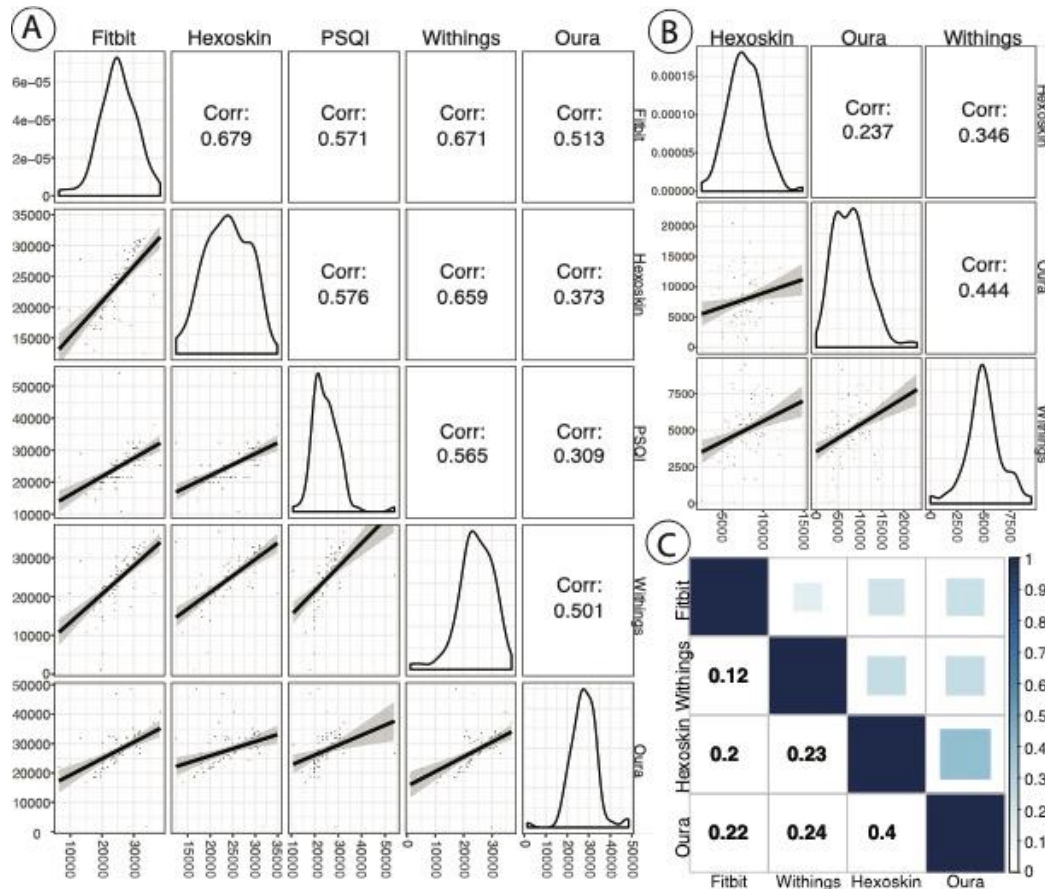 A
Fitbit Hexoskin PSQI Withings Oura
6e−05
4e−05
2e−05
0
Corr:
0.679
Corr:
0.571
Corr:
0.671
Corr:
0.513
Fitbit
35000
30000
25000
20000
15000
Corr:
0.576
Corr:
0.659
Corr:
0.373
Hexoskin
50000
40000
30000
20000
10000
Corr:
0.565
Corr:
0.309
PSQI
30000
20000
10000
0
Corr:
0.501
Withings
50000
40000
30000
20000
10000
0
Oura
10000 20000 30000
15000 20000 25000 30000 35000
10000 20000 30000 40000 50000
0 10000 20000 30000
0 10000 20000 30000 40000 50000
B
Hexoskin Oura Withings
0.00015
0.00010
0.00005
0.00000
Corr:
0.237
Corr:
0.346
Hexoskin
20000
15000
10000
5000
0
Corr:
0.444
Oura
7500
5000
2500
0
Withings
5000 10000 15000
0 5000 10000 15000 20000
0 2500 5000 7500
C
Fitbit
Withings
0.12
Hexoskin
0.2 0.23
Oura
0.22 0.24 0.4
Fitbit Withings Hexoskin Oura
1
0.9
0.8
0.7
0.6
0.5
0.4
0.3
0.2
0.1
0